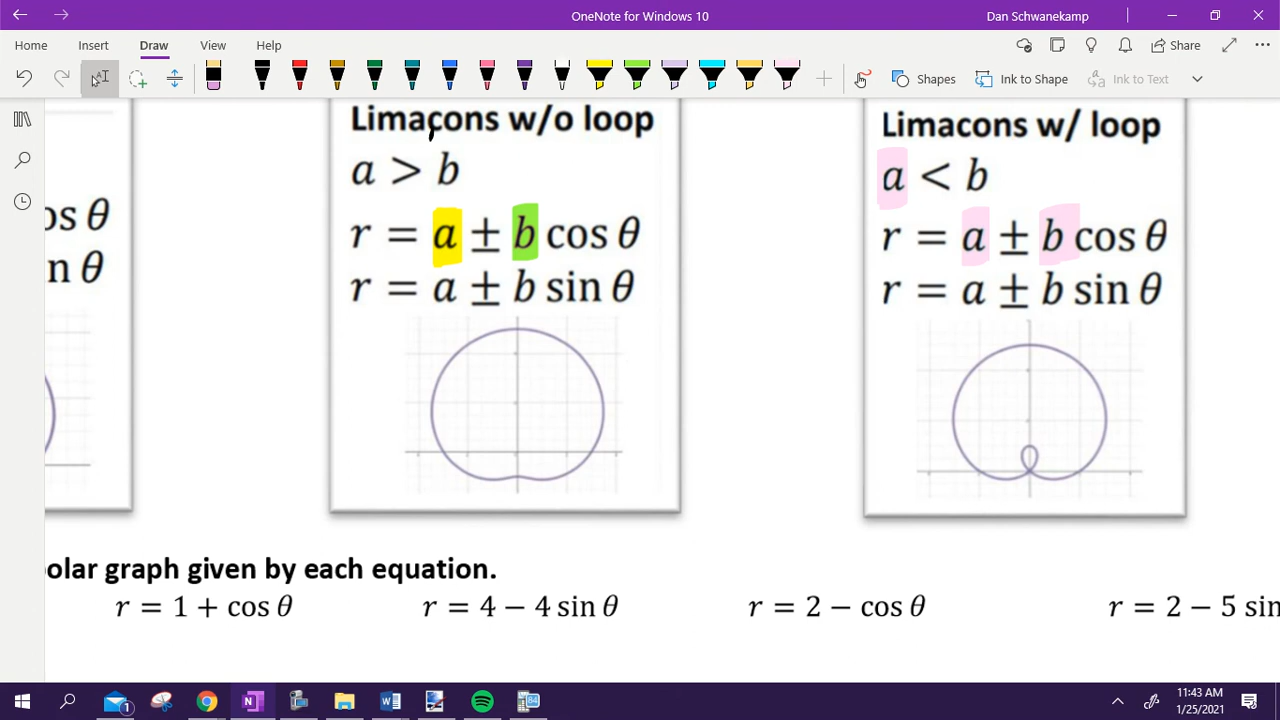 OneNote for Windows 10
Dan Schwanekamp
Home Insert Draw View Help
Share
Shapes Ink to Shape Ink to Text
os θ
n θ
Limacons w/o loop
a > b
r = a ± b cos θ
r = a ± b sin θ
Limacons w/ loop
a < b
r = a ± b cos θ
r = a ± b sin θ
olar graph given by each equation.
r = 1 + cos θ r = 4 − 4 sin θ r = 2 − cos θ r = 2 − 5 sin
11:43 AM
1/25/2021